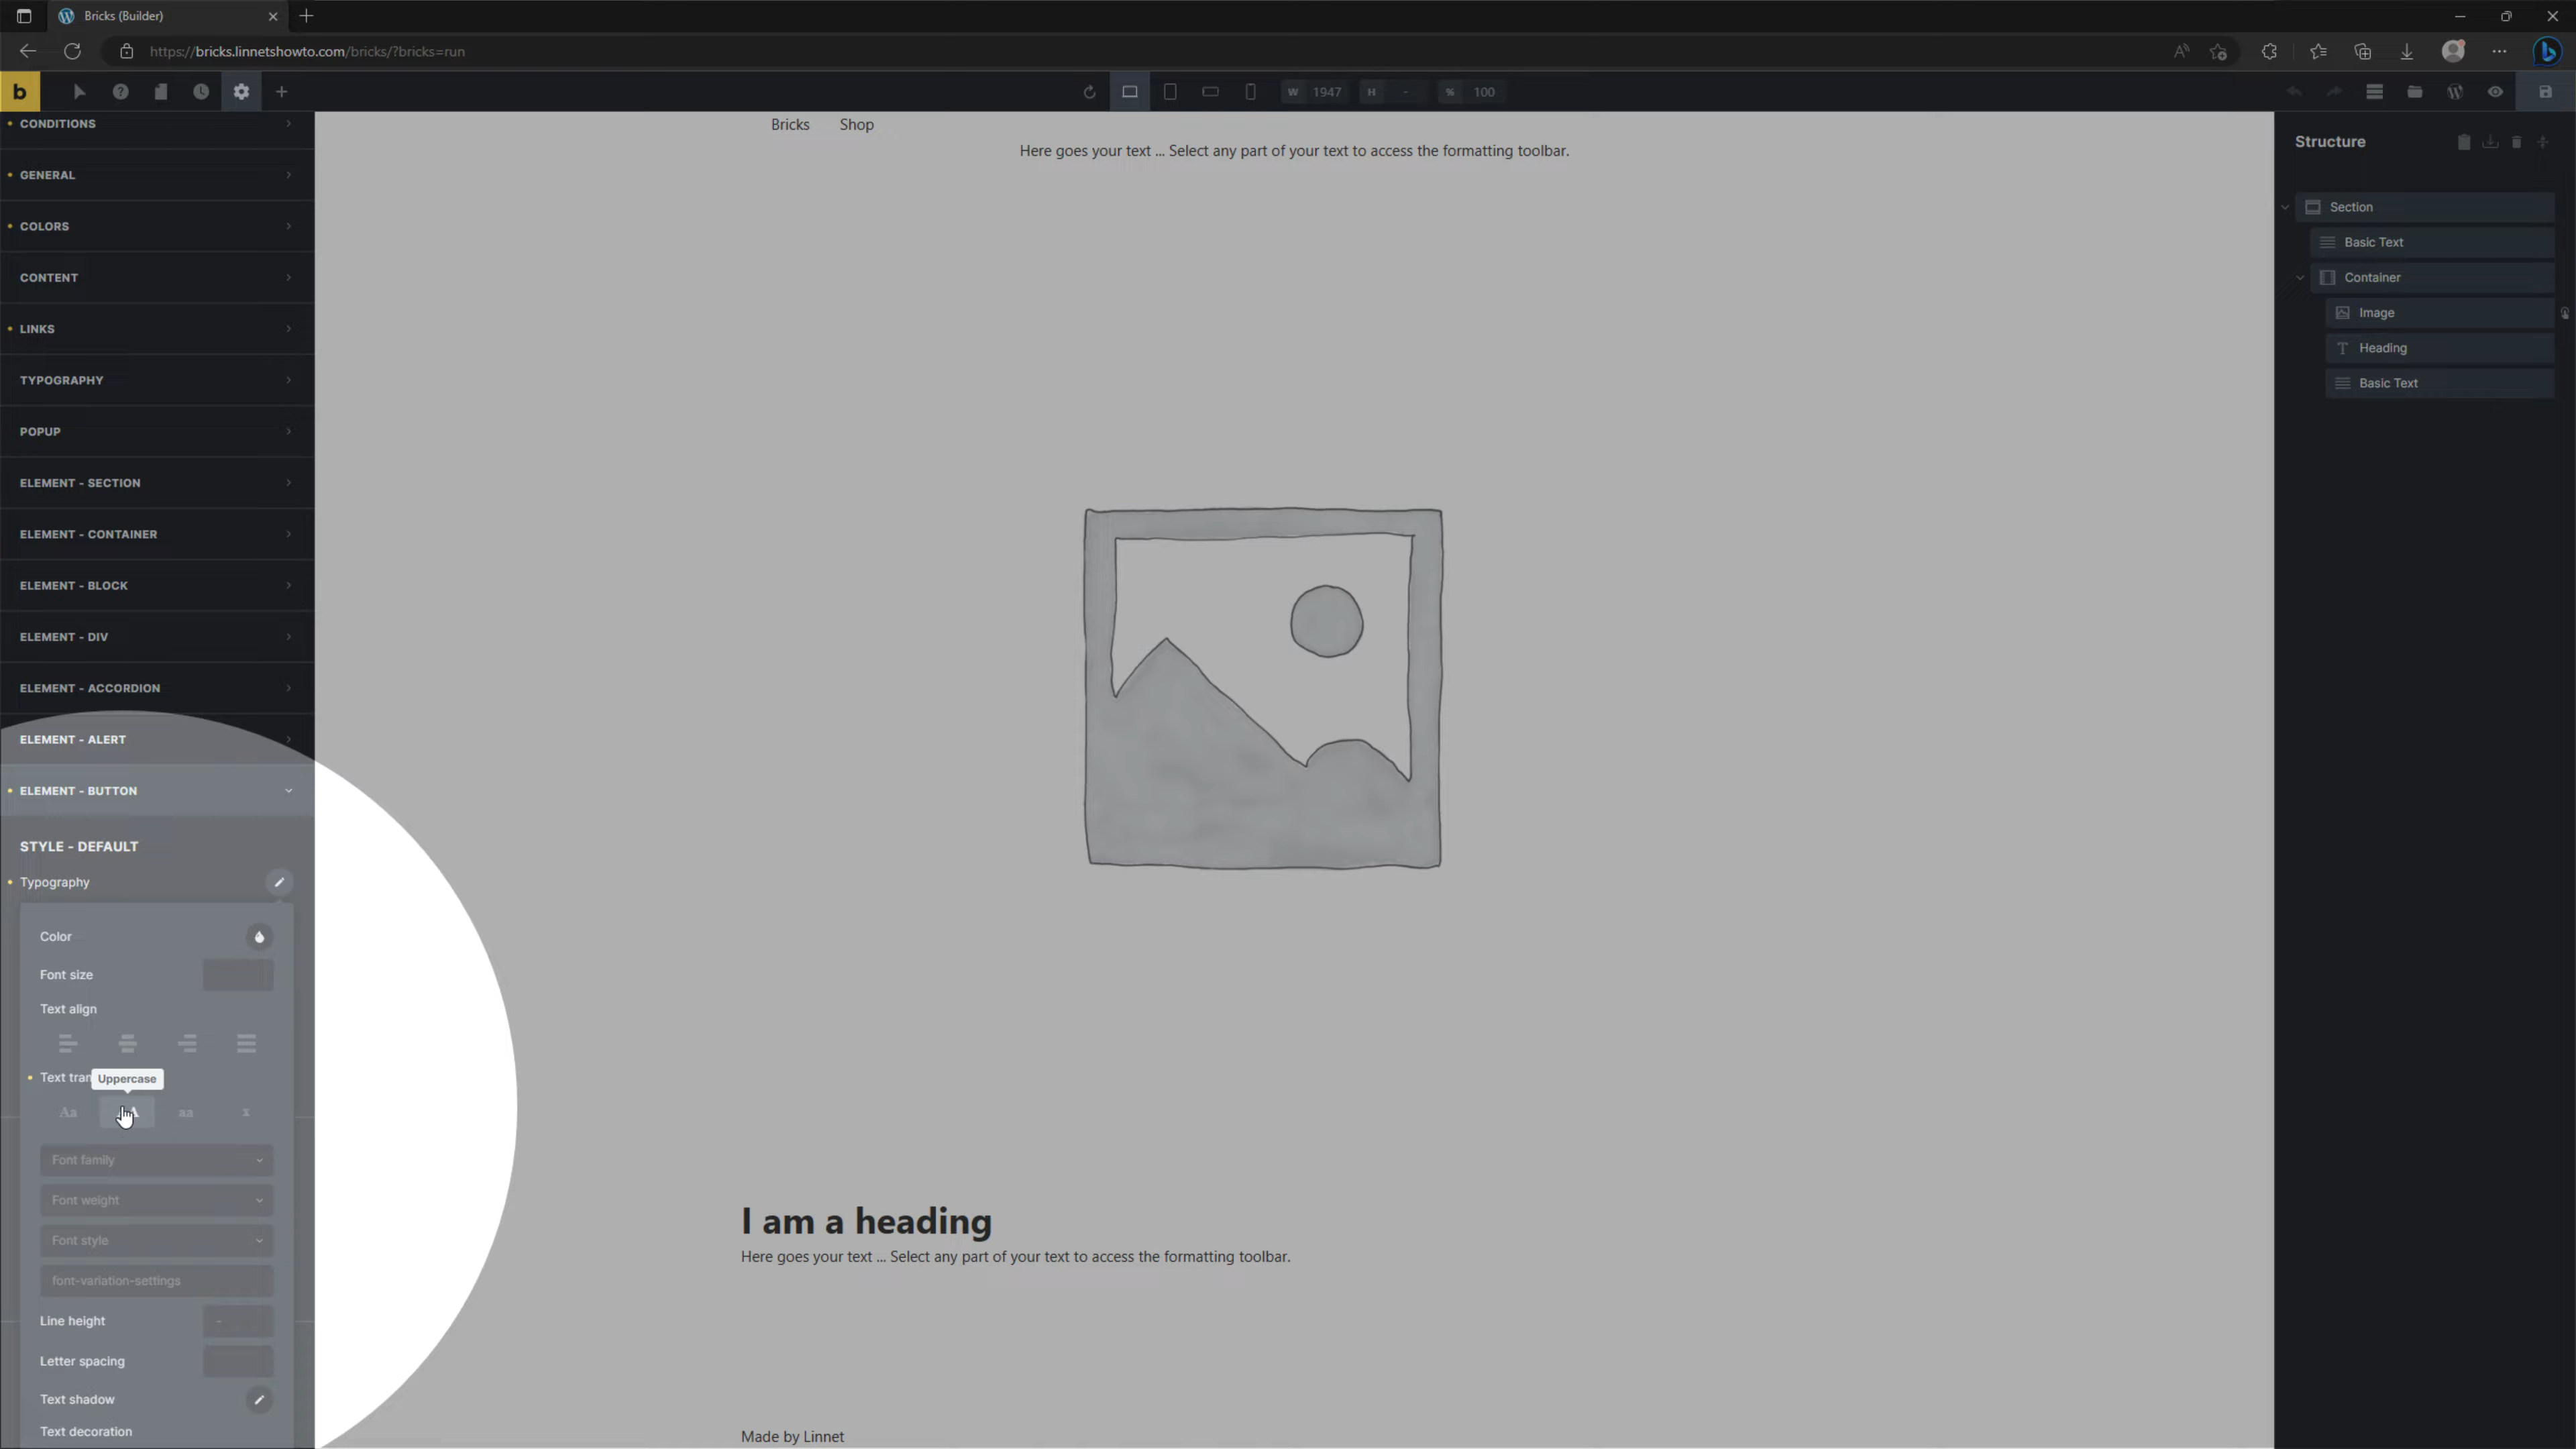 Bricks (Builder)
https://bricks.linnetshowto.com/bricks/?bricks=run
b
W 1947 H - % 100
CONDITIONS
GENERAL
COLORS
CONTENT
LINKS
TYPOGRAPHY
POPUP
ELEMENT - SECTION
ELEMENT - CONTAINER
ELEMENT - BLOCK
ELEMENT - DIV
ELEMENT - ACCORDION
ELEMENT - ALERT
ELEMENT - BUTTON
STYLE - DEFAULT
Typography
Color
Font size
Text align
Text tran
Uppercase
Aa aa x
Font family
Font weight
Font style
font-variation-settings
Line height -
Letter spacing
Text shadow
Text decoration
Bricks Shop
Here goes your text ... Select any part of your text to access the formatting toolbar.
I am a heading
Here goes your text ... Select any part of your text to access the formatting toolbar.
Made by Linnet
Structure
Section
Basic Text
Container
Image
Heading
Basic Text